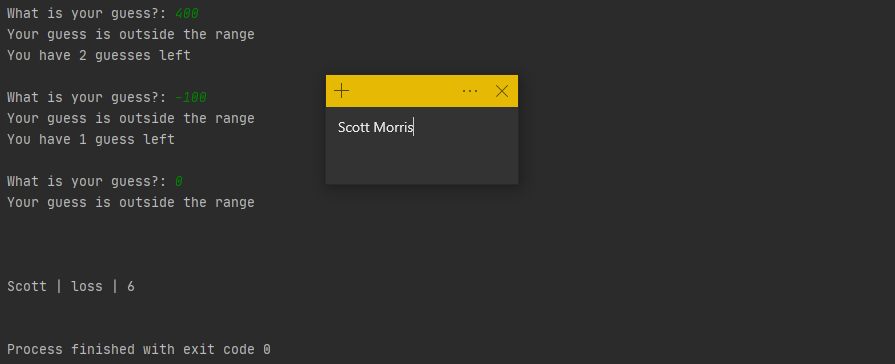 What is your guess?: 400
Your guess is outside the range
You have 2 guesses left
What is your guess?: -100
Your guess is outside the range
You have 1 guess left
What is your guess?: 0
Your guess is outside the range
Scott Morris
Scott | loss | 6
Process finished with exit code 0